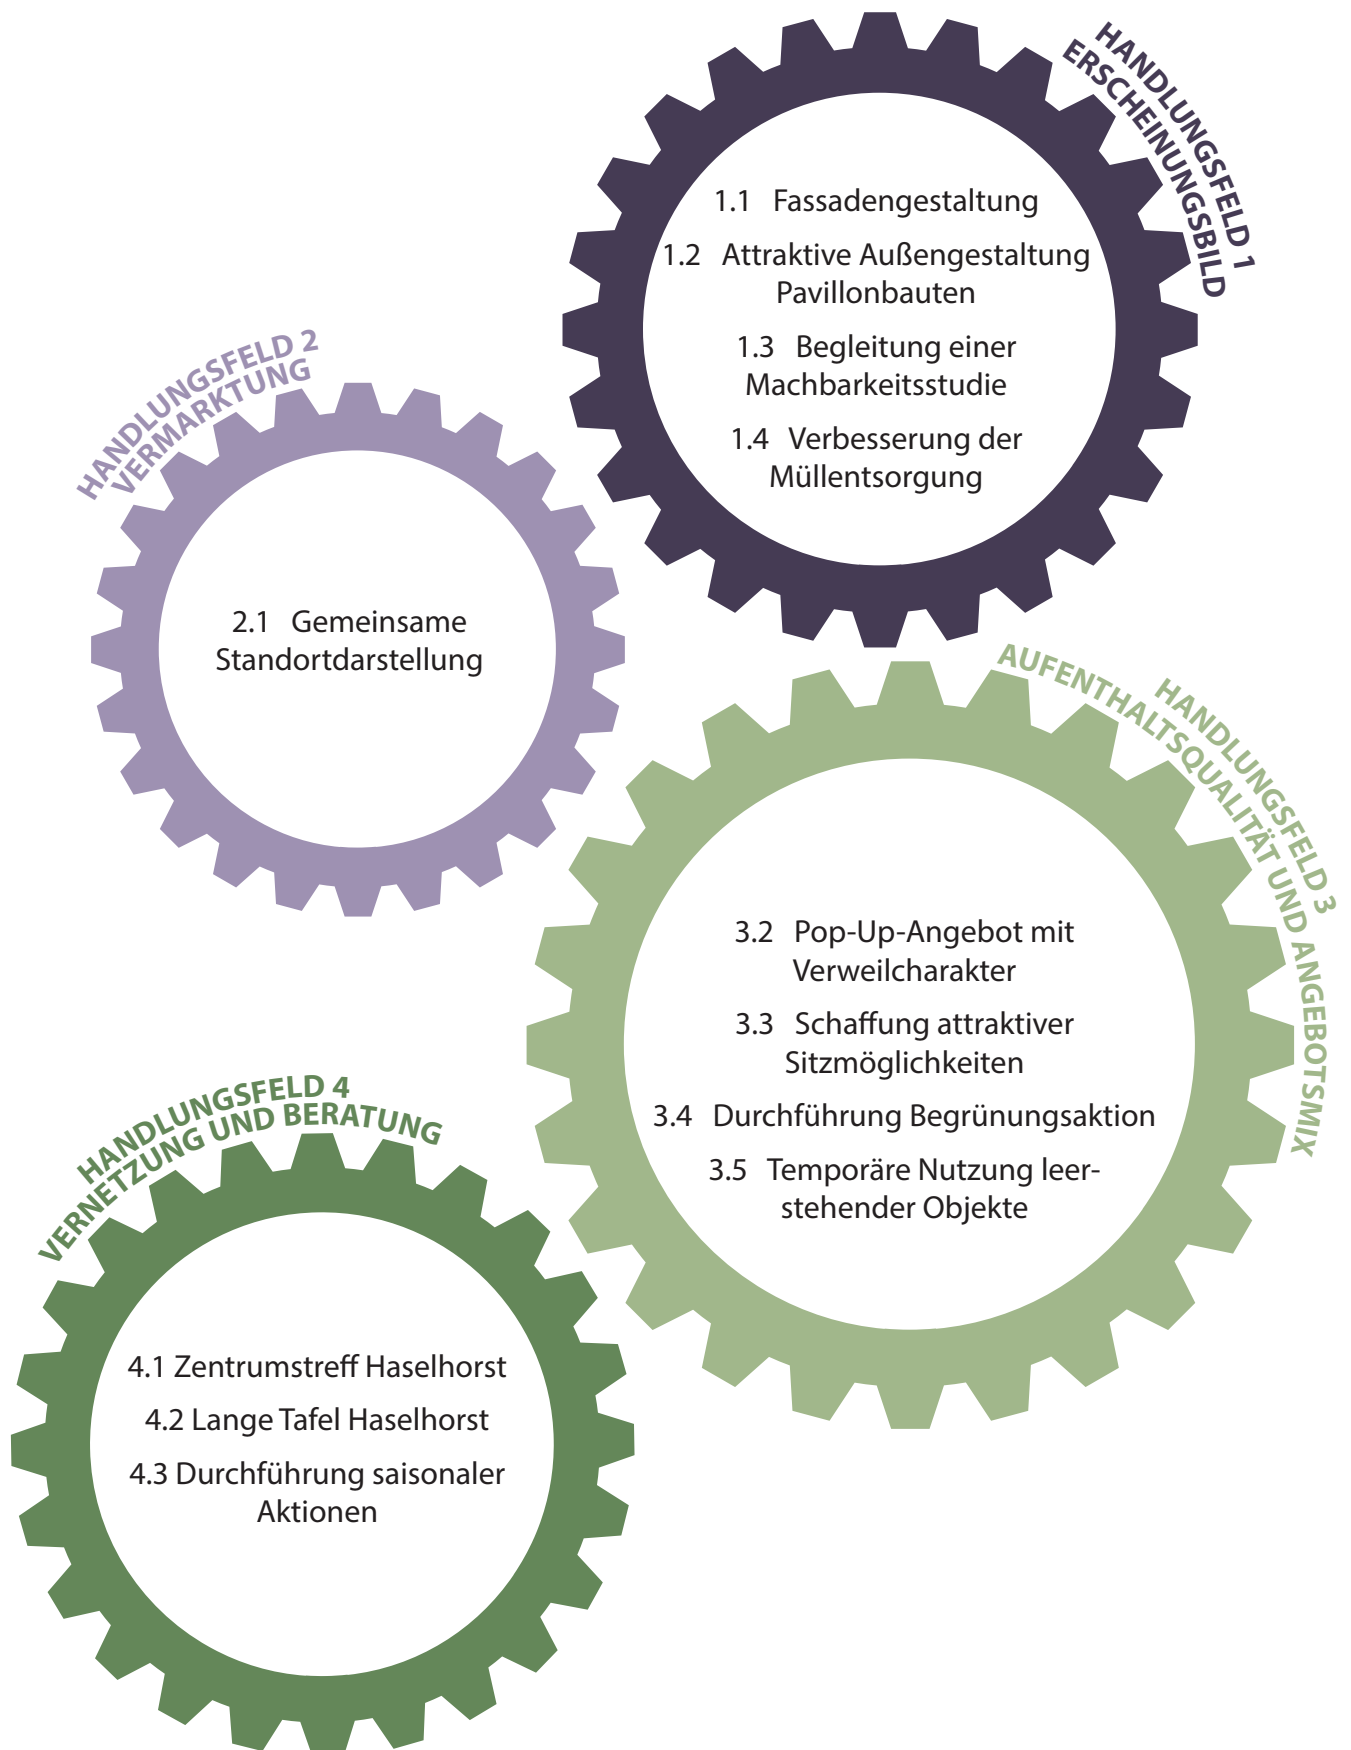 HANDLUNGSFELD 1
ERSCHEINUNGSBILD
1.1 Fassadengestaltung
1.2 Attraktive Außengestaltung
Pavillonbauten
1.3 Begleitung einer
Machbarkeitsstudie
1.4 Verbesserung der
Müllentsorgung
HANDLUNGSFELD 2
VERMARKTUNG
2.1 Gemeinsame
Standortdarstellung
HANDLUNGSFELD 3
AUFENTHALTSQUALITÄT UND ANGEBOTSMIX
3.2 Pop-Up-Angebot mit
Verweilcharakter
3.3 Schaffung attraktiver
Sitzmöglichkeiten
3.4 Durchführung Begrünungsaktion
3.5 Temporäre Nutzung leer-
stehender Objekte
HANDLUNGSFELD 4
VERNETZUNG UND BERATUNG
4.1 Zentrumstreff Haselhorst
4.2 Lange Tafel Haselhorst
4.3 Durchführung saisonaler
Aktionen